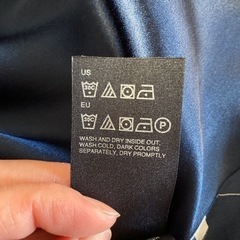 US
EU
P
WASH AND DRY INSIDE OUT,
WASH COLD, DARK COLORS
SEPARATELY, DRY PROMPTLY